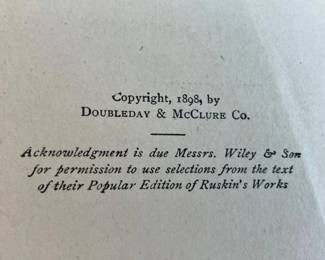 Copyright, 1898, by
DOUBLEDAY & MCCLURE CO.
Acknowledgment is due Messrs. Wiley & Son
for permission to use selections from the text
of their Popular Edition of Ruskin's Works